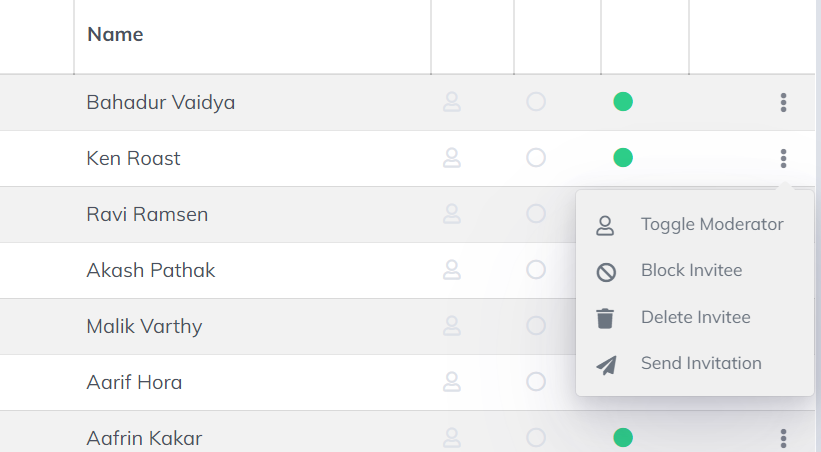 Name
Bahadur Vaidya
Ken Roast
Ravi Ramsen
Toggle Moderator
Akash Pathak
Block Invitee
Malik Varthy
Delete Invitee
Aarif Hora
Send Invitation
Aafrin Kakar